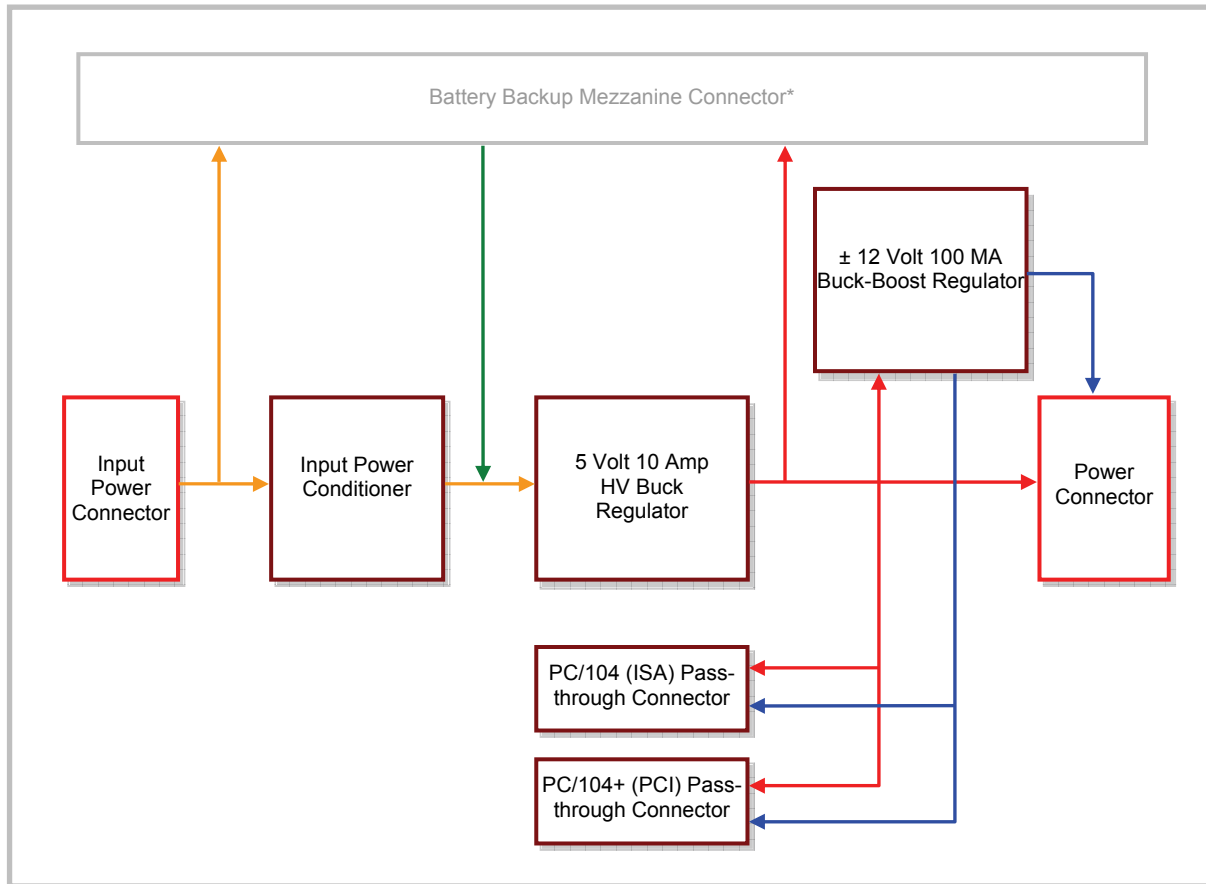 Battery Backup Mezzanine Connector*
± 12 Volt 100 MA
Buck-Boost Regulator
Input
Power
Connector
Input Power
Conditioner
5 Volt 10 Amp
HV Buck
Regulator
Power
Connector
PC/104 (ISA) Pass-
through Connector
PC/104+ (PCI) Pass-
through Connector